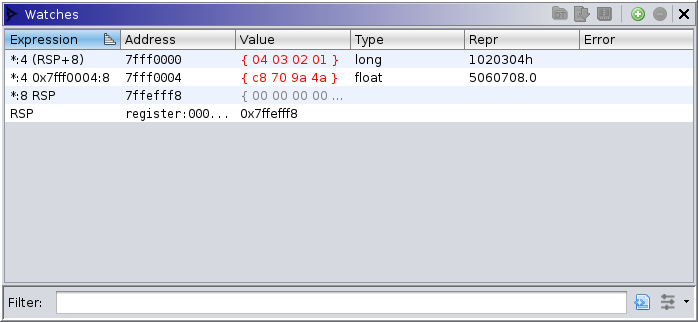 Watches
Expression Address Value Type Repr Error
*:4 (RSP+8) 7fff0000 { 04 03 02 01 } long 1020304h
*:4 0x7fff0004:8 7fff0004 { c8 70 9a 4a } float 5060708.0
*:8 RSP 7ffefff8 { 00 00 00 00 ...
RSP register:000... 0x7ffefff8
Filter: